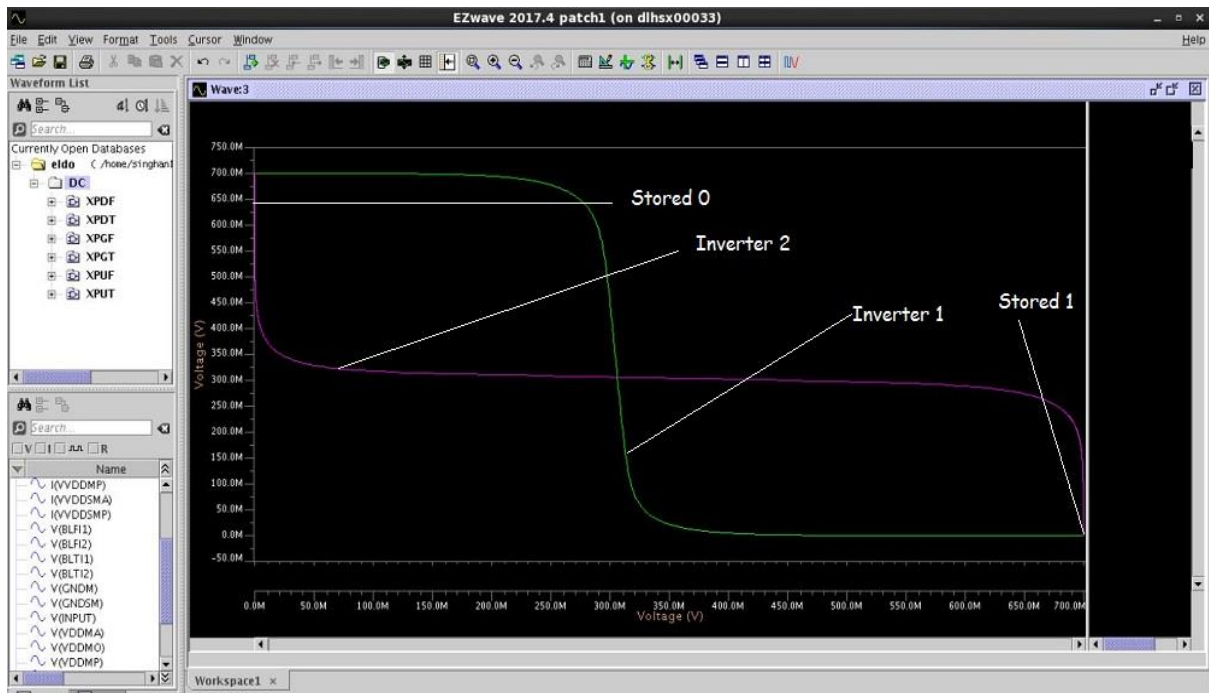 EZwave 2017.4 patch1 (on dlhsx00033)
File Edit View Format Tools Cursor Window Help
Waveform List
Search...
Currently Open Databases
eldo ( /home/singhan1
DC
XPDF
XPDT
XPGF
XPGT
XPUF
XPUT
Search...
V I R
Name
I(VVDDMP)
I(VVDDSMA)
I(VVDDSMP)
V(BLFI1)
V(BLFI2)
V(BLTI1)
V(BLTI2)
V(GNDM)
V(GNDSM)
V(INPUT)
V(VDDMA)
V(VDDMO)
V(VDDMP)
Wave:3
750.0M
700.0M
650.0M
600.0M
550.0M
500.0M
450.0M
400.0M
350.0M
300.0M
250.0M
200.0M
150.0M
100.0M
50.0M
0.0M
-50.0M
Voltage (V)
Stored 0
Inverter 2
Stored 1
Inverter 1
0.0M 50.0M 100.0M 150.0M 200.0M 250.0M 300.0M 350.0M 400.0M 450.0M 500.0M 550.0M 600.0M 650.0M 700.0M
Voltage (V)
Workspace1